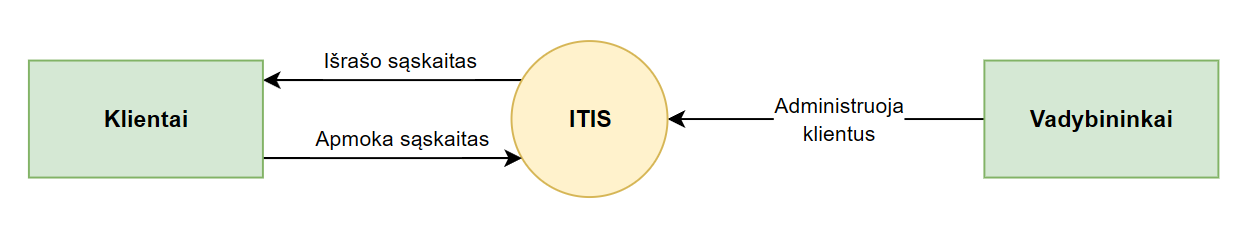 Išrašo sąskaitas
Klientai
Apmoka sąskaitas
ITIS
Administruoja
klientus
Vadybininkai